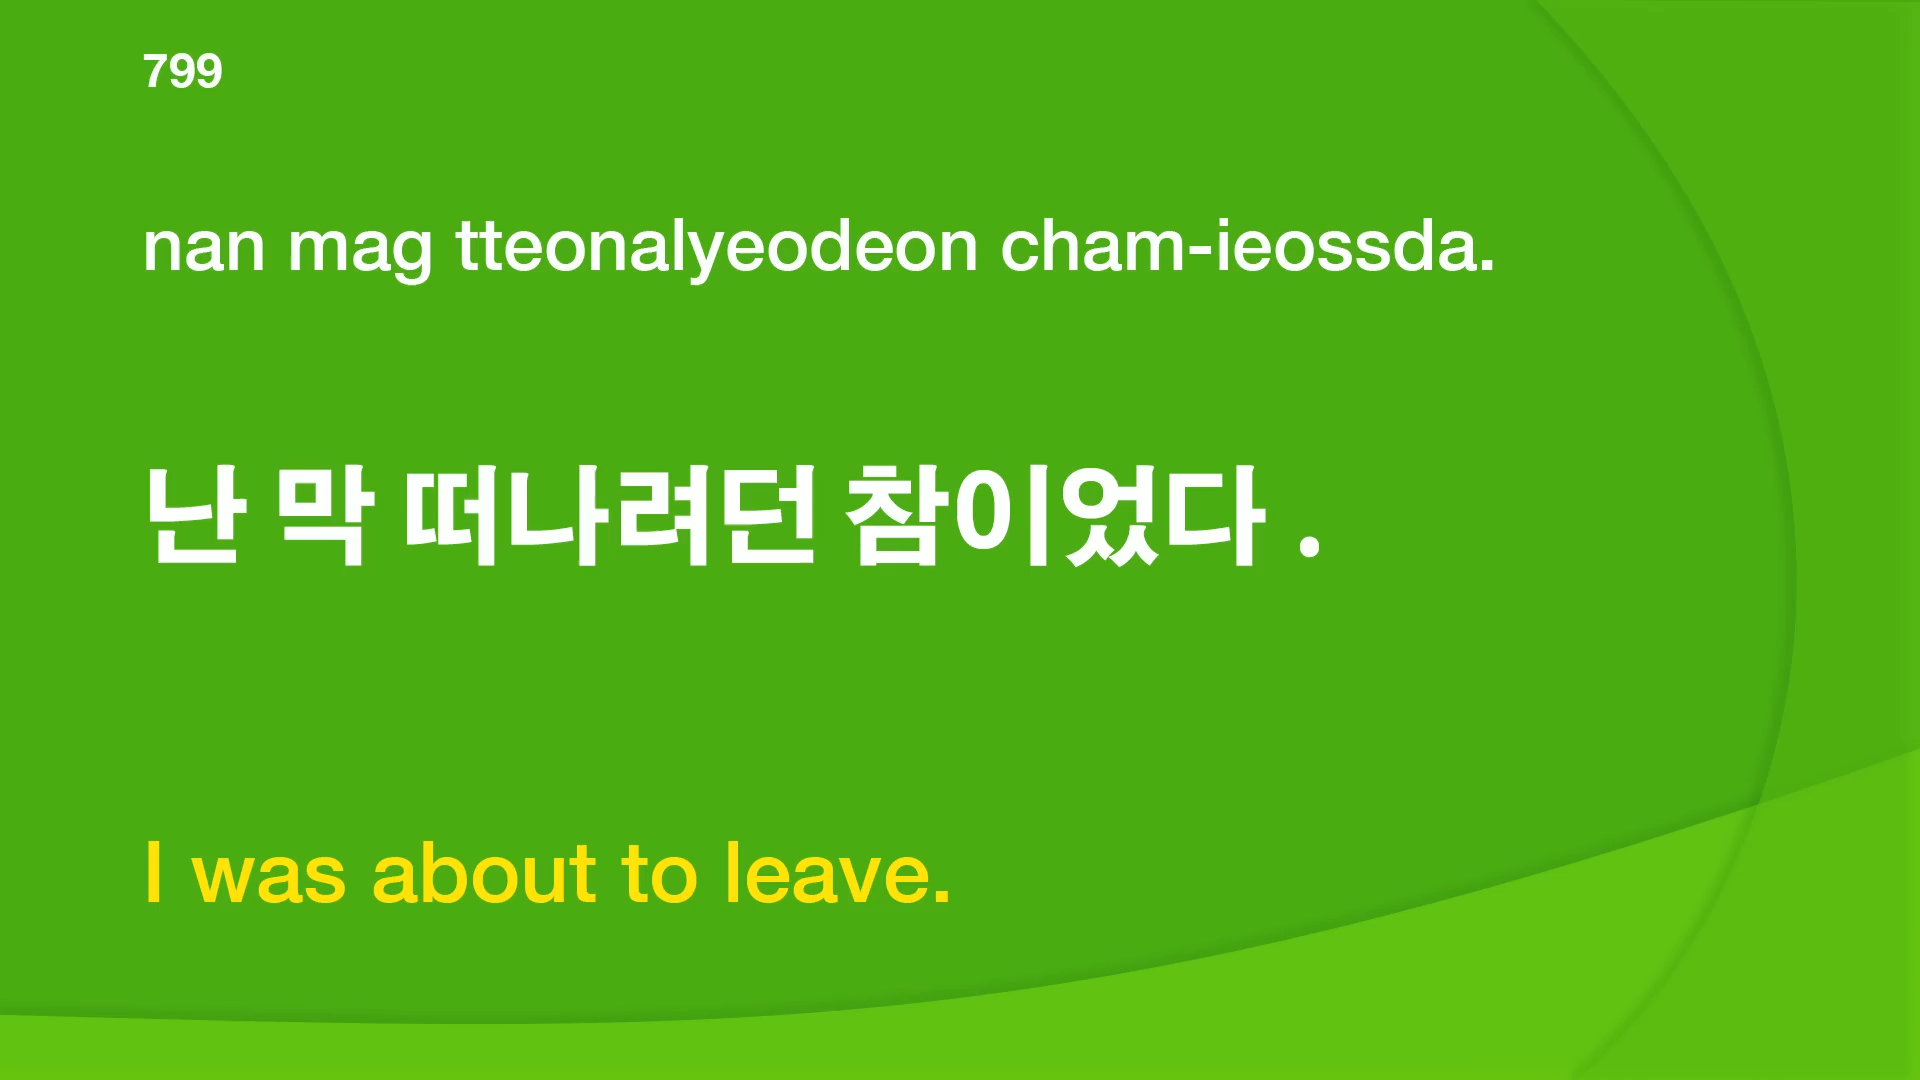 799
nan mag tteonalyeodeon cham-ieossda.
난 막 떠나려던 참이었다 .
I was about to leave.